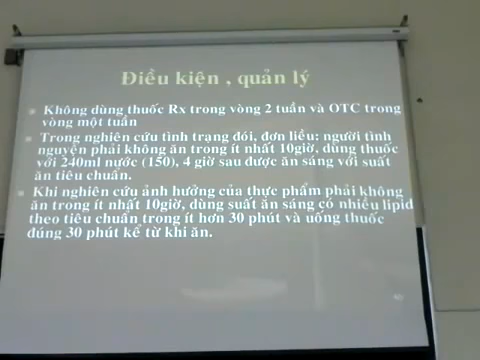 Điều kiện , quản lý
Không dùng thuốc Rx trong vòng 2 tuần và OTC trong
vòng một tuần
Trong nghiên cứu tình trạng đói, đơn liều: người tình
nguyện phải không ăn trong ít nhất 10giờ, dùng thuốc
với 240ml nước (150), 4 giờ sau được ăn sáng với suất
ăn tiêu chuẩn.
Khi nghiên cứu ảnh hưởng của thực phẩm phải không
ăn trong ít nhất 10giờ, dùng suất ăn sáng có nhiều lipid
theo tiêu chuẩn trong ít hơn 30 phút và uống thuốc
đúng 30 phút kể từ khi ăn.